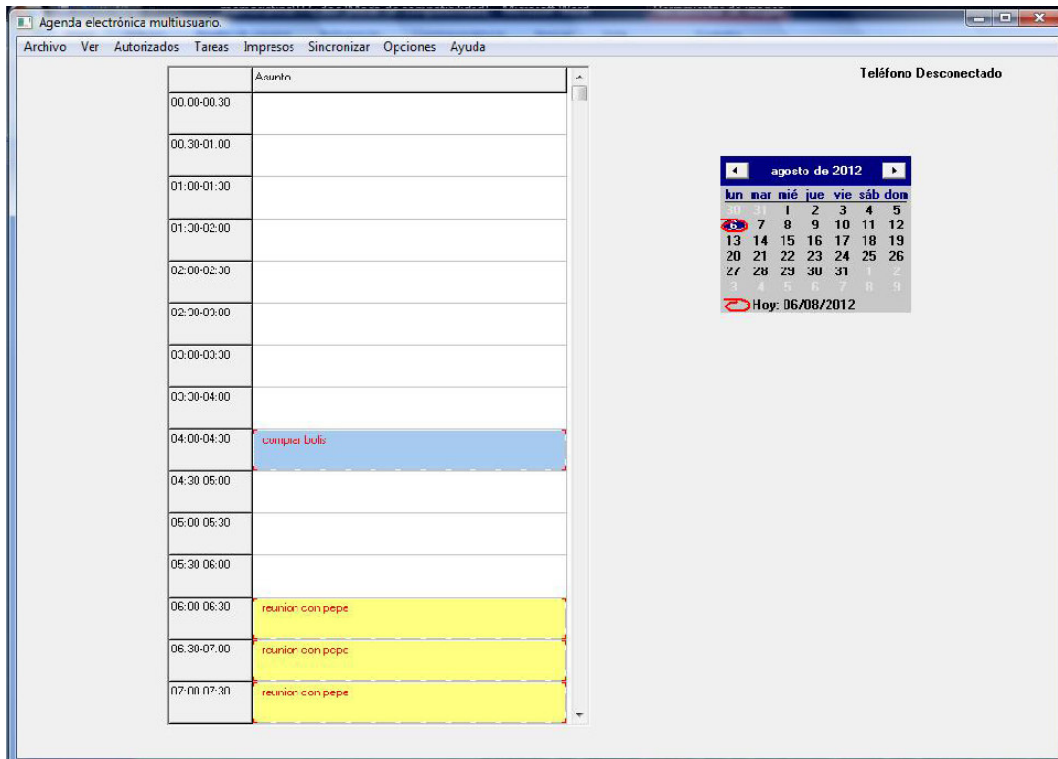 Agenda electrónica multiusuario.
Archivo Ver Autorizados Tareas Impresos Sincronizar Opciones Ayuda
Teléfono Desconectado
Asunto
00:00-00:30
00:30-01:00
01:00-01:30
01:30-02:00
02:00-02:30
02:30-03:00
03:00-03:30
03:30-04:00
04:00-04:30 comprar bolis
04:30 05:00
05:00 05:30
05:30 06:00
06:00 06:30 reunion con pepe
06:30-07:00 reunion con pepe
07:00 07:30 reunion con pepe
agosto de 2012
lun mar mié jue vie sáb dom
30 31 1 2 3 4 5
6 7 8 9 10 11 12
13 14 15 16 17 18 19
20 21 22 23 24 25 26
27 28 29 30 31 1 2
3 4 5 6 7 8 9
Hoy: 06/08/2012